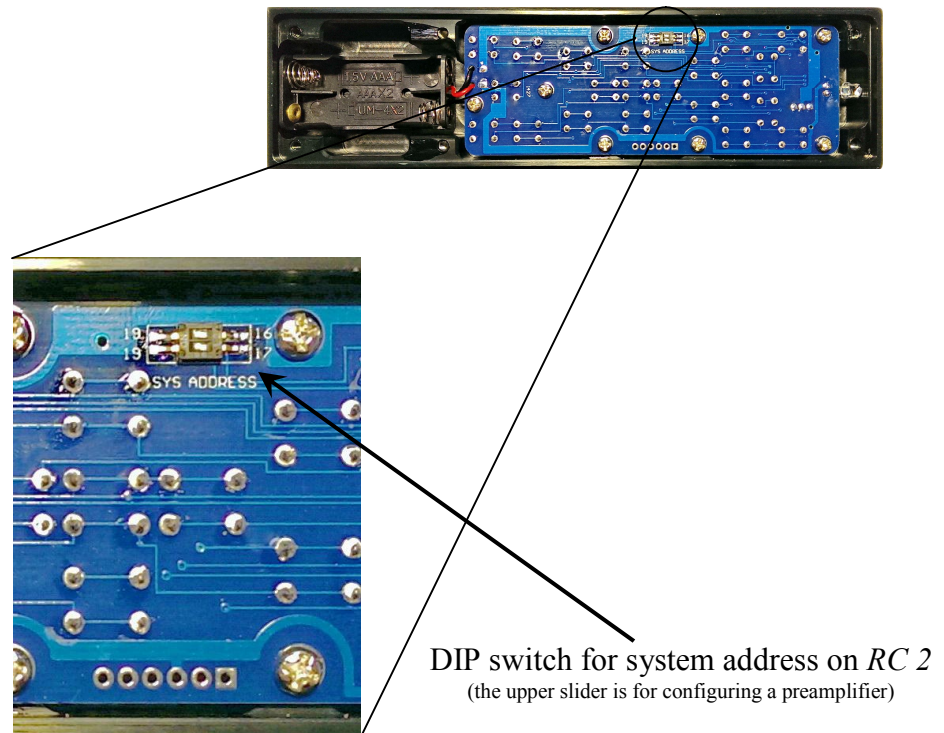 SYS ADDRESS
1.5V AAA
AAAX2
UM-4X2
18 16
19 17
SYS ADDRESS
DIP switch for system address on RC 2
(the upper slider is for configuring a preamplifier)